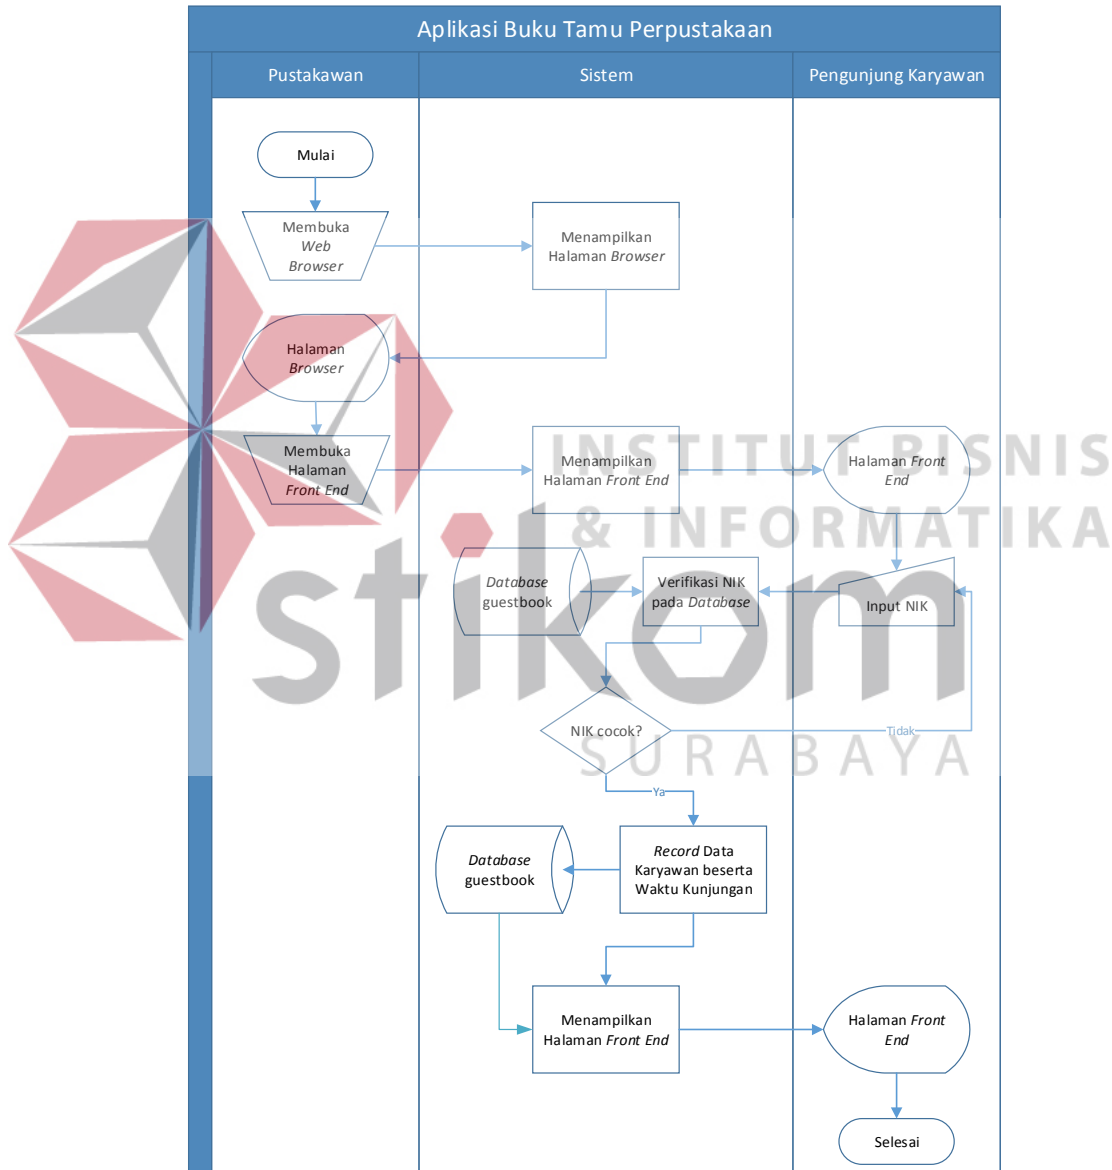 Aplikasi Buku Tamu Perpustakaan
Pustakawan
Sistem
Pengunjung Karyawan
Mulai
Membuka
Web
Browser
Menampilkan
Halaman Browser
Halaman
Browser
Membuka
Halaman
Front End
Menampilkan
Halaman Front End
Halaman Front
End
INSTITUT BISNIS
& INFORMATIKA
stikom
SURABAYA
Database
guestbook
Verifikasi NIK
pada Database
Input NIK
NIK cocok?
Tidak
Ya
Database
guestbook
Record Data
Karyawan beserta
Waktu Kunjungan
Menampilkan
Halaman Front End
Halaman Front
End
Selesai